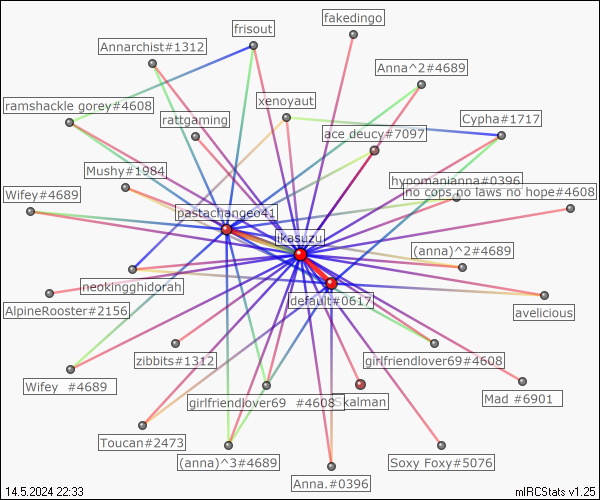 fakedingo
frisout
Annarchist#1312
Anna^2#4689
ramshackle gorey#4608
xenoyaut
rattgaming
Cypha#1717
ace deucy#7097
Mushy#1984
hypomanianna#0396
no cops no laws no hope#4608
Wifey#4689
pastachangeo41
ikasuzu
(anna)^2#4689
neokingghidorah
default#0617
AlpineRooster#2156
avelicious
zibbits#1312
girlfriendlover69#4608
Wifey #4689
Mad #6901
girlfriendlover69 #4608
Skalman
Toucan#2473
(anna)^3#4689
Anna.#0396
Soxy Foxy#5076
14.5.2024 22:33
mIRCStats v1.25